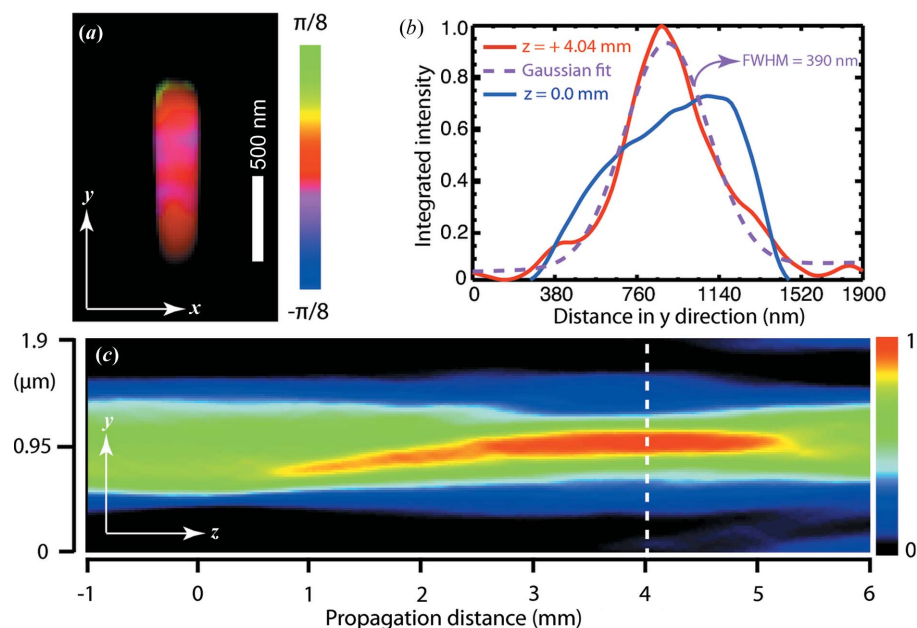 (a)
π/8
-π/8
500 nm
y
x
(b)
z = + 4.04 mm
Gaussian fit
z = 0.0 mm
FWHM = 390 nm
Integrated intensity
1.0
0.8
0.6
0.4
0.2
0
0 380 760 1140 1520 1900
Distance in y direction (nm)
(c)
1.9
(μm)
0.95
0
y
z
1
0
-1 0 1 2 3 4 5 6
Propagation distance (mm)